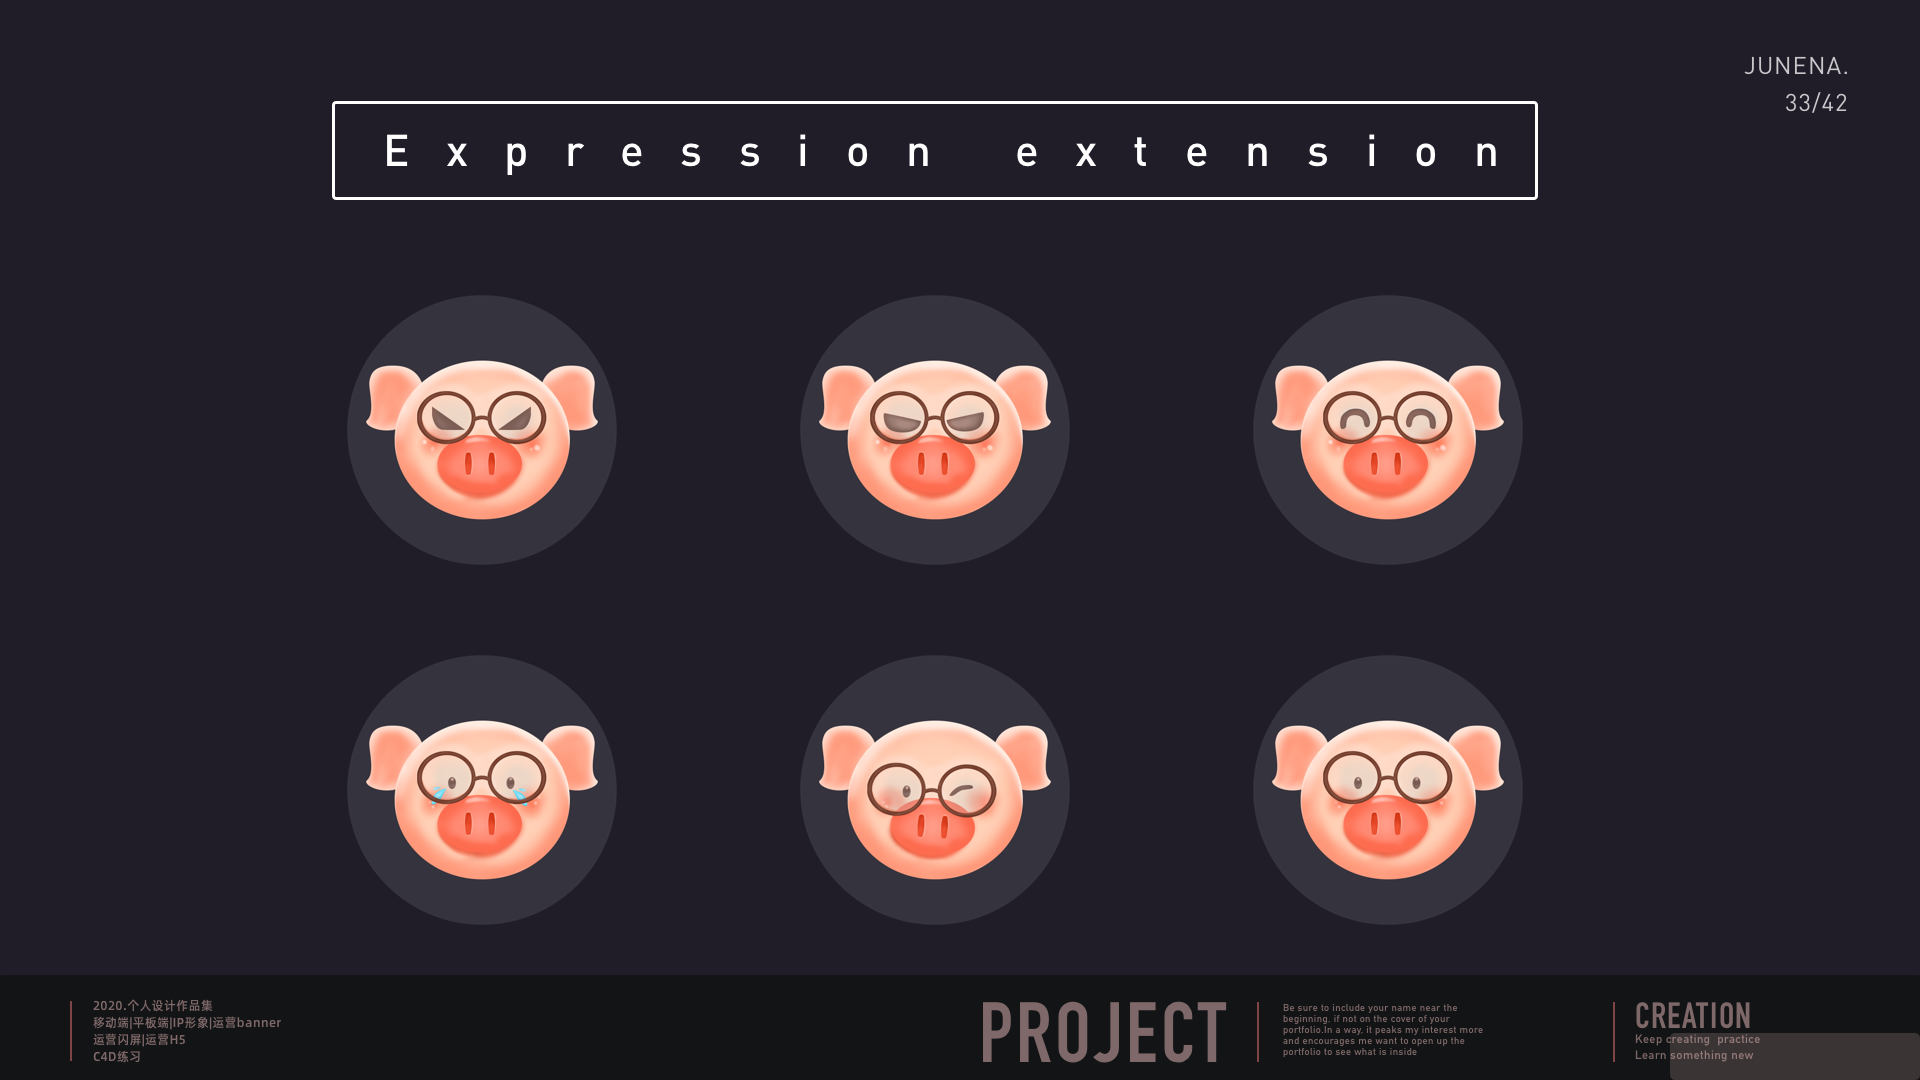 JUNENA.
33/42
Expression extension
2020.个人设计作品集
移动端|平板端|IP形象|运营banner
运营闪屏|运营H5
C4D练习
PROJECT
Be sure to include your name near the
beginning, if not on the cover of your
portfolio.In a way, it peaks my interest more
and encourages me want to open up the
portfolio to see what is inside
CREATION
Keep creating practice
Learn something new